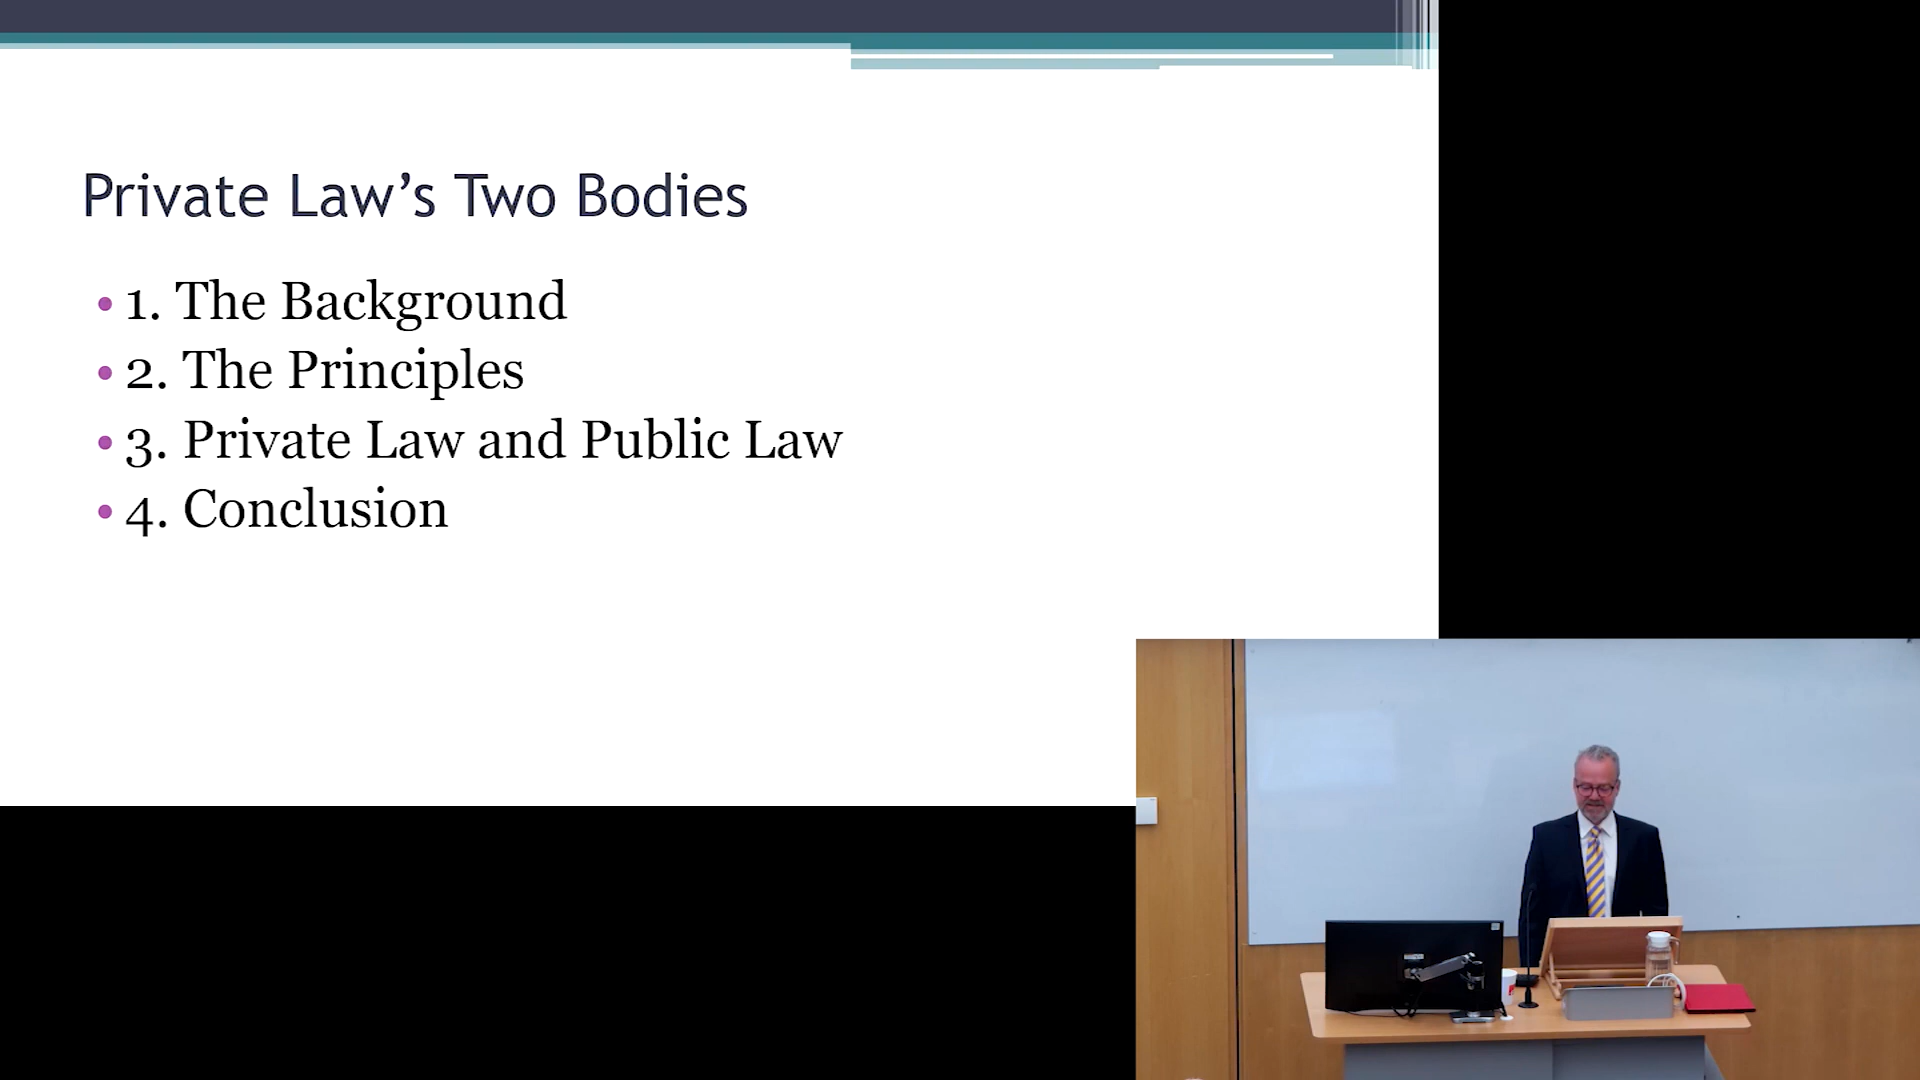 Private Law’s Two Bodies
• 1. The Background
• 2. The Principles
• 3. Private Law and Public Law
• 4. Conclusion